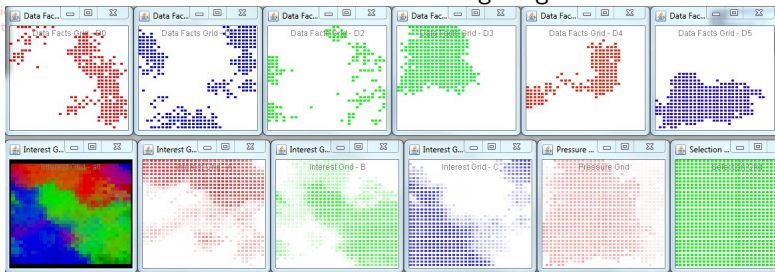 Data Fac...
Data Fac...
Data Fac...
Data Fac...
Data Fac...
Data Fac...
Data Facts Grid - D0
Data Facts Grid
Data Facts Grid - D2
Data Facts Grid - D3
Data Facts Grid - D4
Data Facts Grid - D5
Interest G...
Interest G...
Interest G...
Interest G...
Pressure ...
Selection ...
Interest Grid - B
Interest Grid - C
Pressure Grid